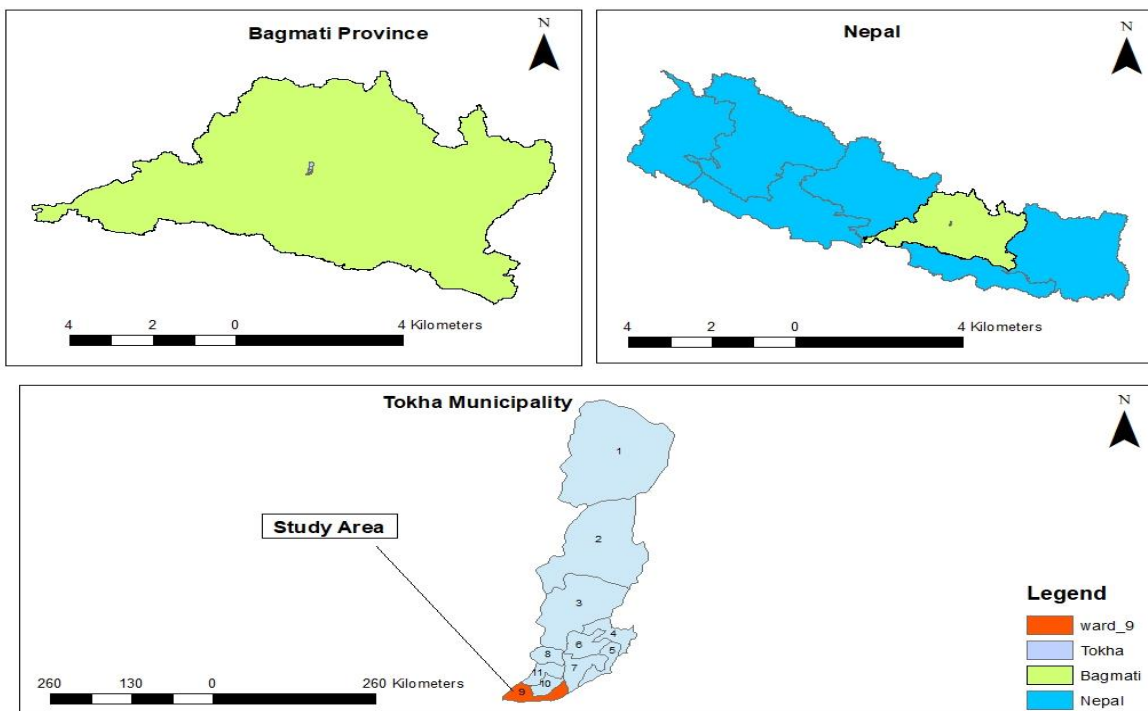 Bagmati Province
N
4 2 0 4 Kilometers
Nepal
N
4 2 0 4 Kilometers
Tokha Municipality
N
1
2
3
4
5
6
7
8
11
10
9
Study Area
260 130 0 260 Kilometers
Legend
ward_9
Tokha
Bagmati
Nepal